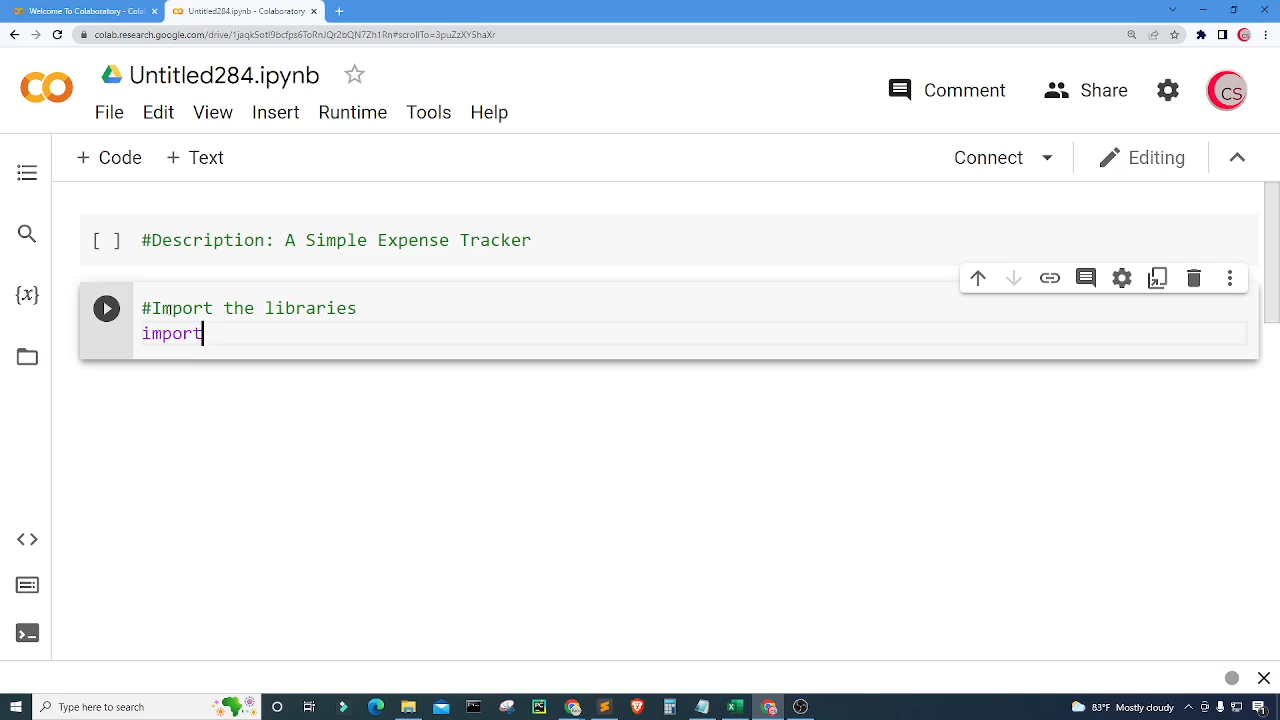 Welcome To Colaboratory - Colab
Untitled284.ipynb - Colaboratory
colab.research.google.com/drive/1jeqk5otI9bcfps6ToRnJQr2bQN7Zh1Rn#scrollTo=3puZzXY5haXr
Untitled284.ipynb
Comment
Share
CS
File Edit View Insert Runtime Tools Help
+ Code + Text
Connect
Editing
[ ] #Description: A Simple Expense Tracker
#Import the libraries
import
{x}
Type here to search
83°F Mostly cloudy